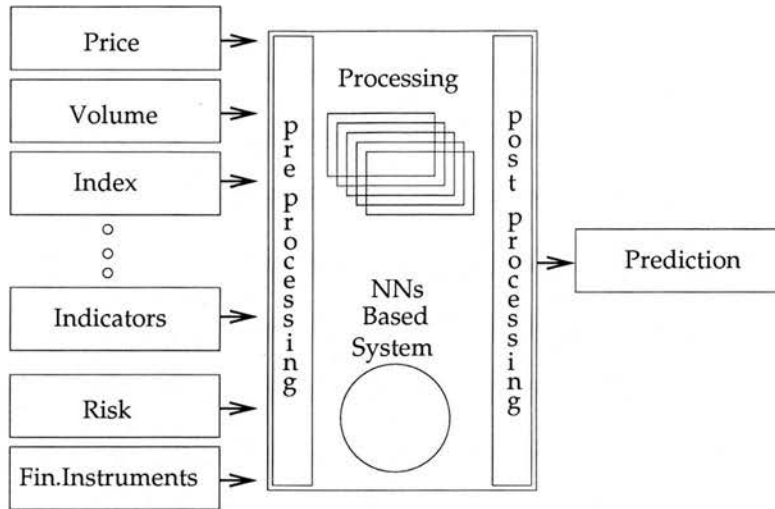 Price
Volume
Index
Indicators
Risk
Fin.Instruments
pre processing
Processing
NNs
Based
System
post processing
Prediction